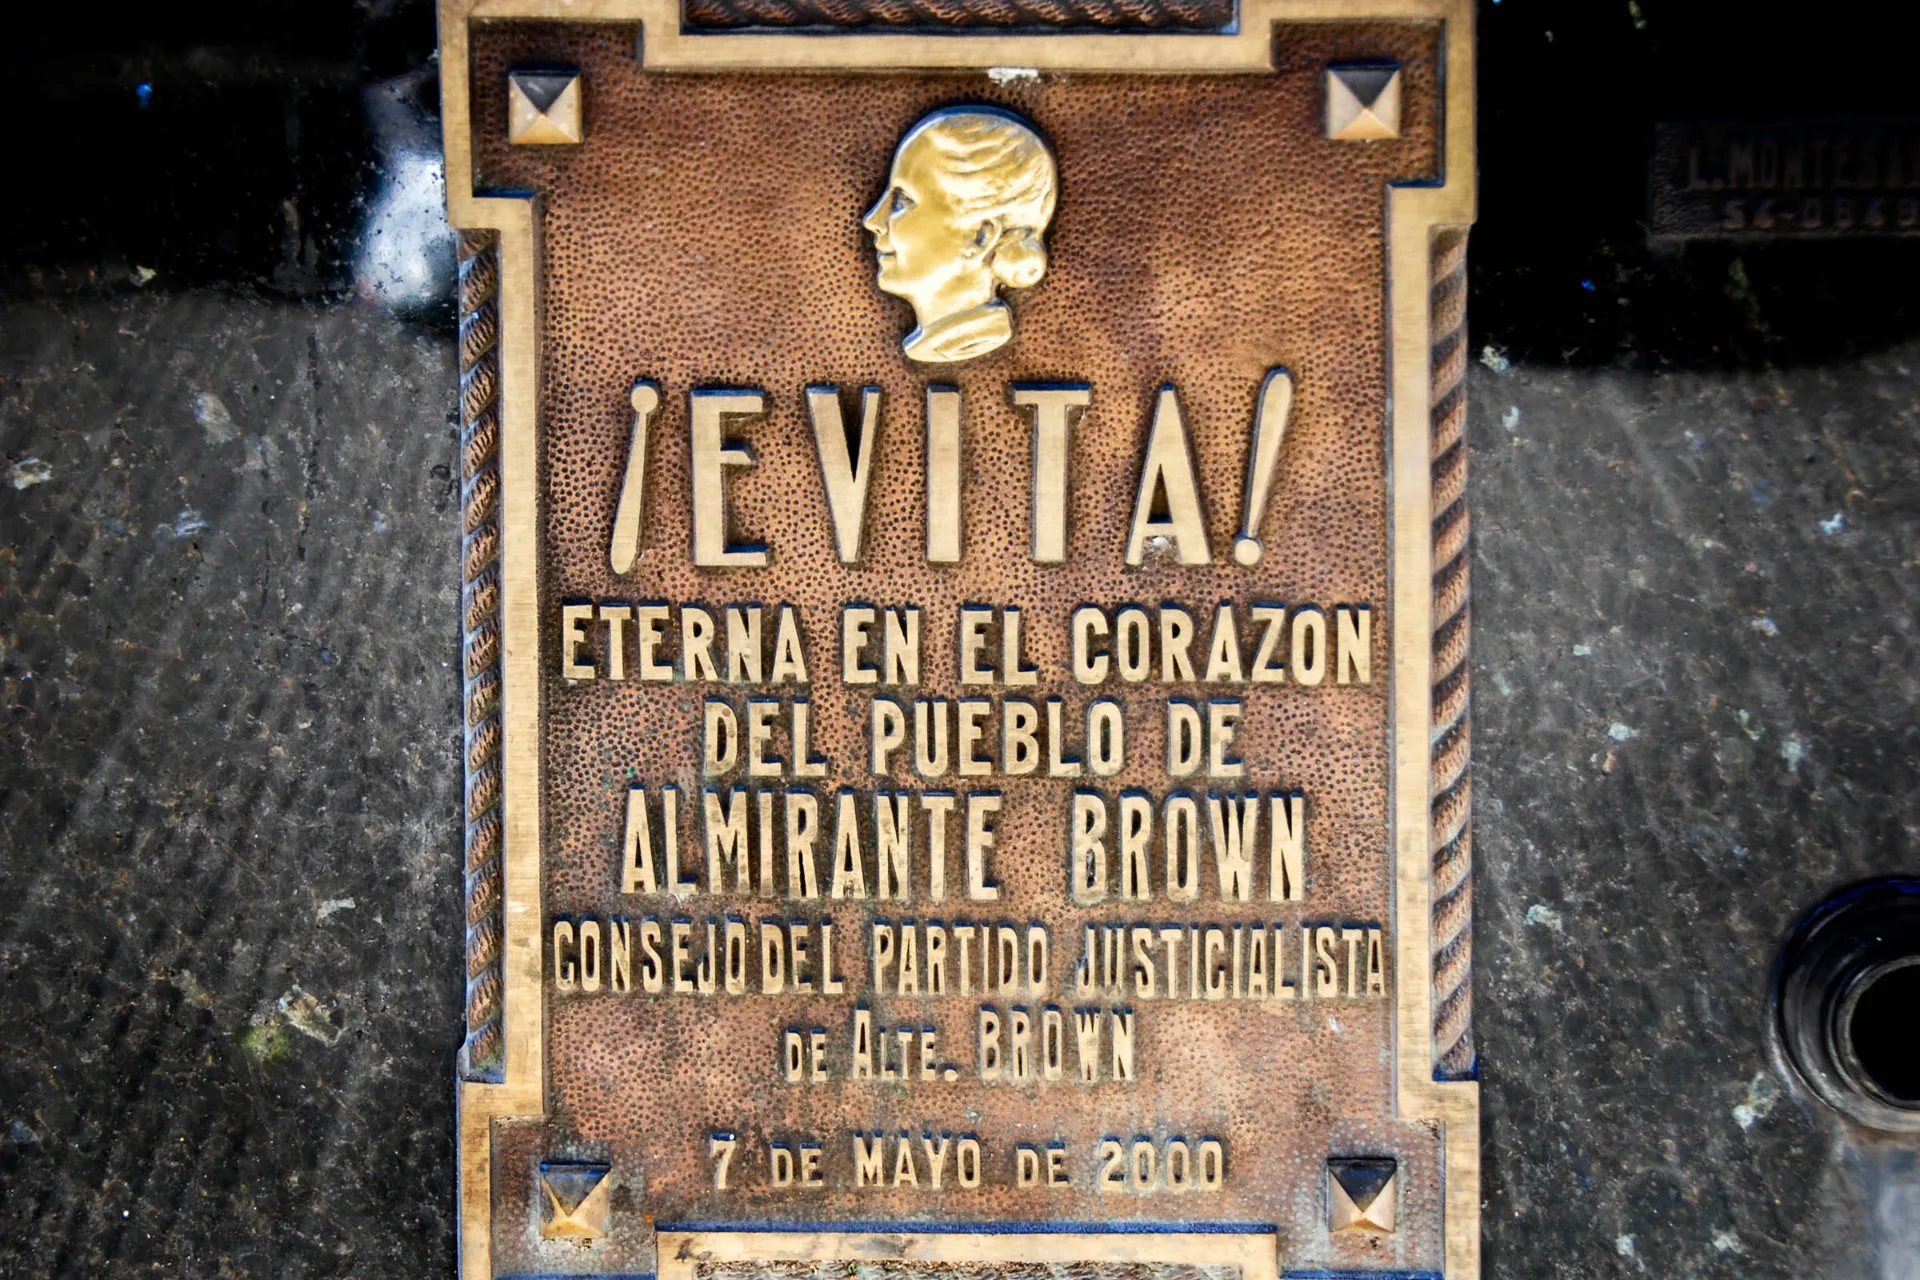 ¡EVITA!
ETERNA EN EL CORAZON
DEL PUEBLO DE
ALMIRANTE BROWN
CONSEJO DEL PARTIDO JUSTICIALISTA
DE ALTE. BROWN
7 DE MAYO DE 2000